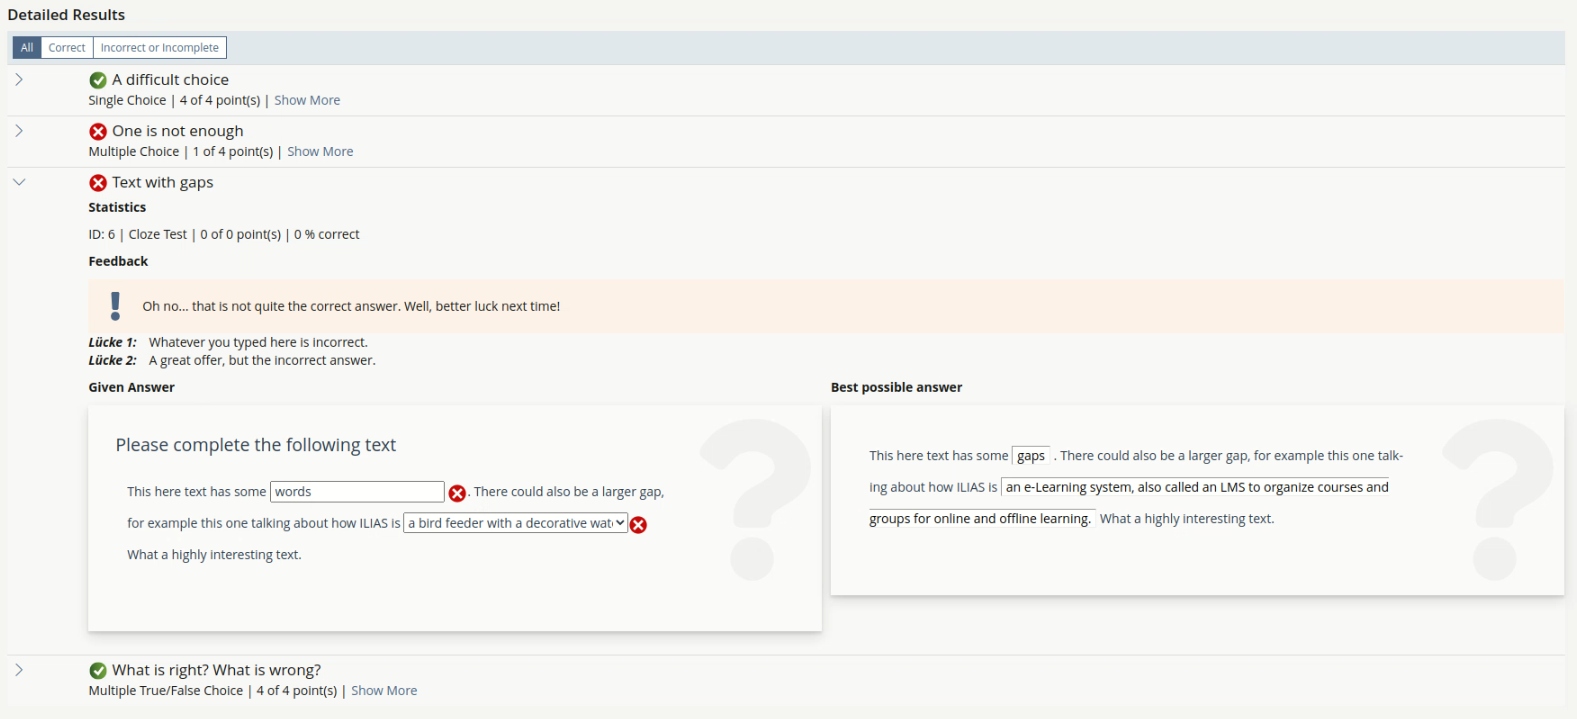 Detailed Results
All Correct Incorrect or Incomplete
A difficult choice
Single Choice | 4 of 4 point(s) | Show More
One is not enough
Multiple Choice | 1 of 4 point(s) | Show More
Text with gaps
Statistics
ID: 6 | Cloze Test | 0 of 0 point(s) | 0 % correct
Feedback
Oh no... that is not quite the correct answer. Well, better luck next time!
Lücke 1: Whatever you typed here is incorrect.
Lücke 2: A great offer, but the incorrect answer.
Given Answer
Please complete the following text
This here text has some words . There could also be a larger gap,
for example this one talking about how ILIAS is a bird feeder with a decorative wat
What a highly interesting text.
Best possible answer
This here text has some gaps . There could also be a larger gap, for example this one talk-
ing about how ILIAS is an e-Learning system, also called an LMS to organize courses and
groups for online and offline learning. What a highly interesting text.
What is right? What is wrong?
Multiple True/False Choice | 4 of 4 point(s) | Show More